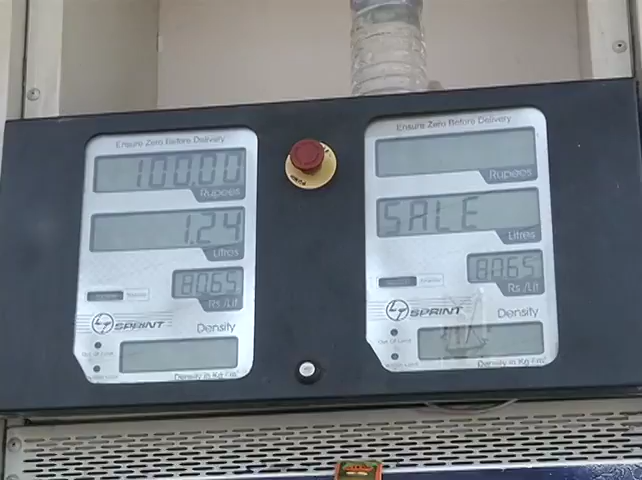 Ensure Zero Before Delivery
100.00
Rupees
1.24
Litres
80.65
Rs./Lit
L&T SPRINT
Density
Density in Kg/m³
Ensure Zero Before Delivery
Rupees
SALE
Litres
80.65
Rs./Lit
L&T SPRINT
Density
Density in Kg/m³